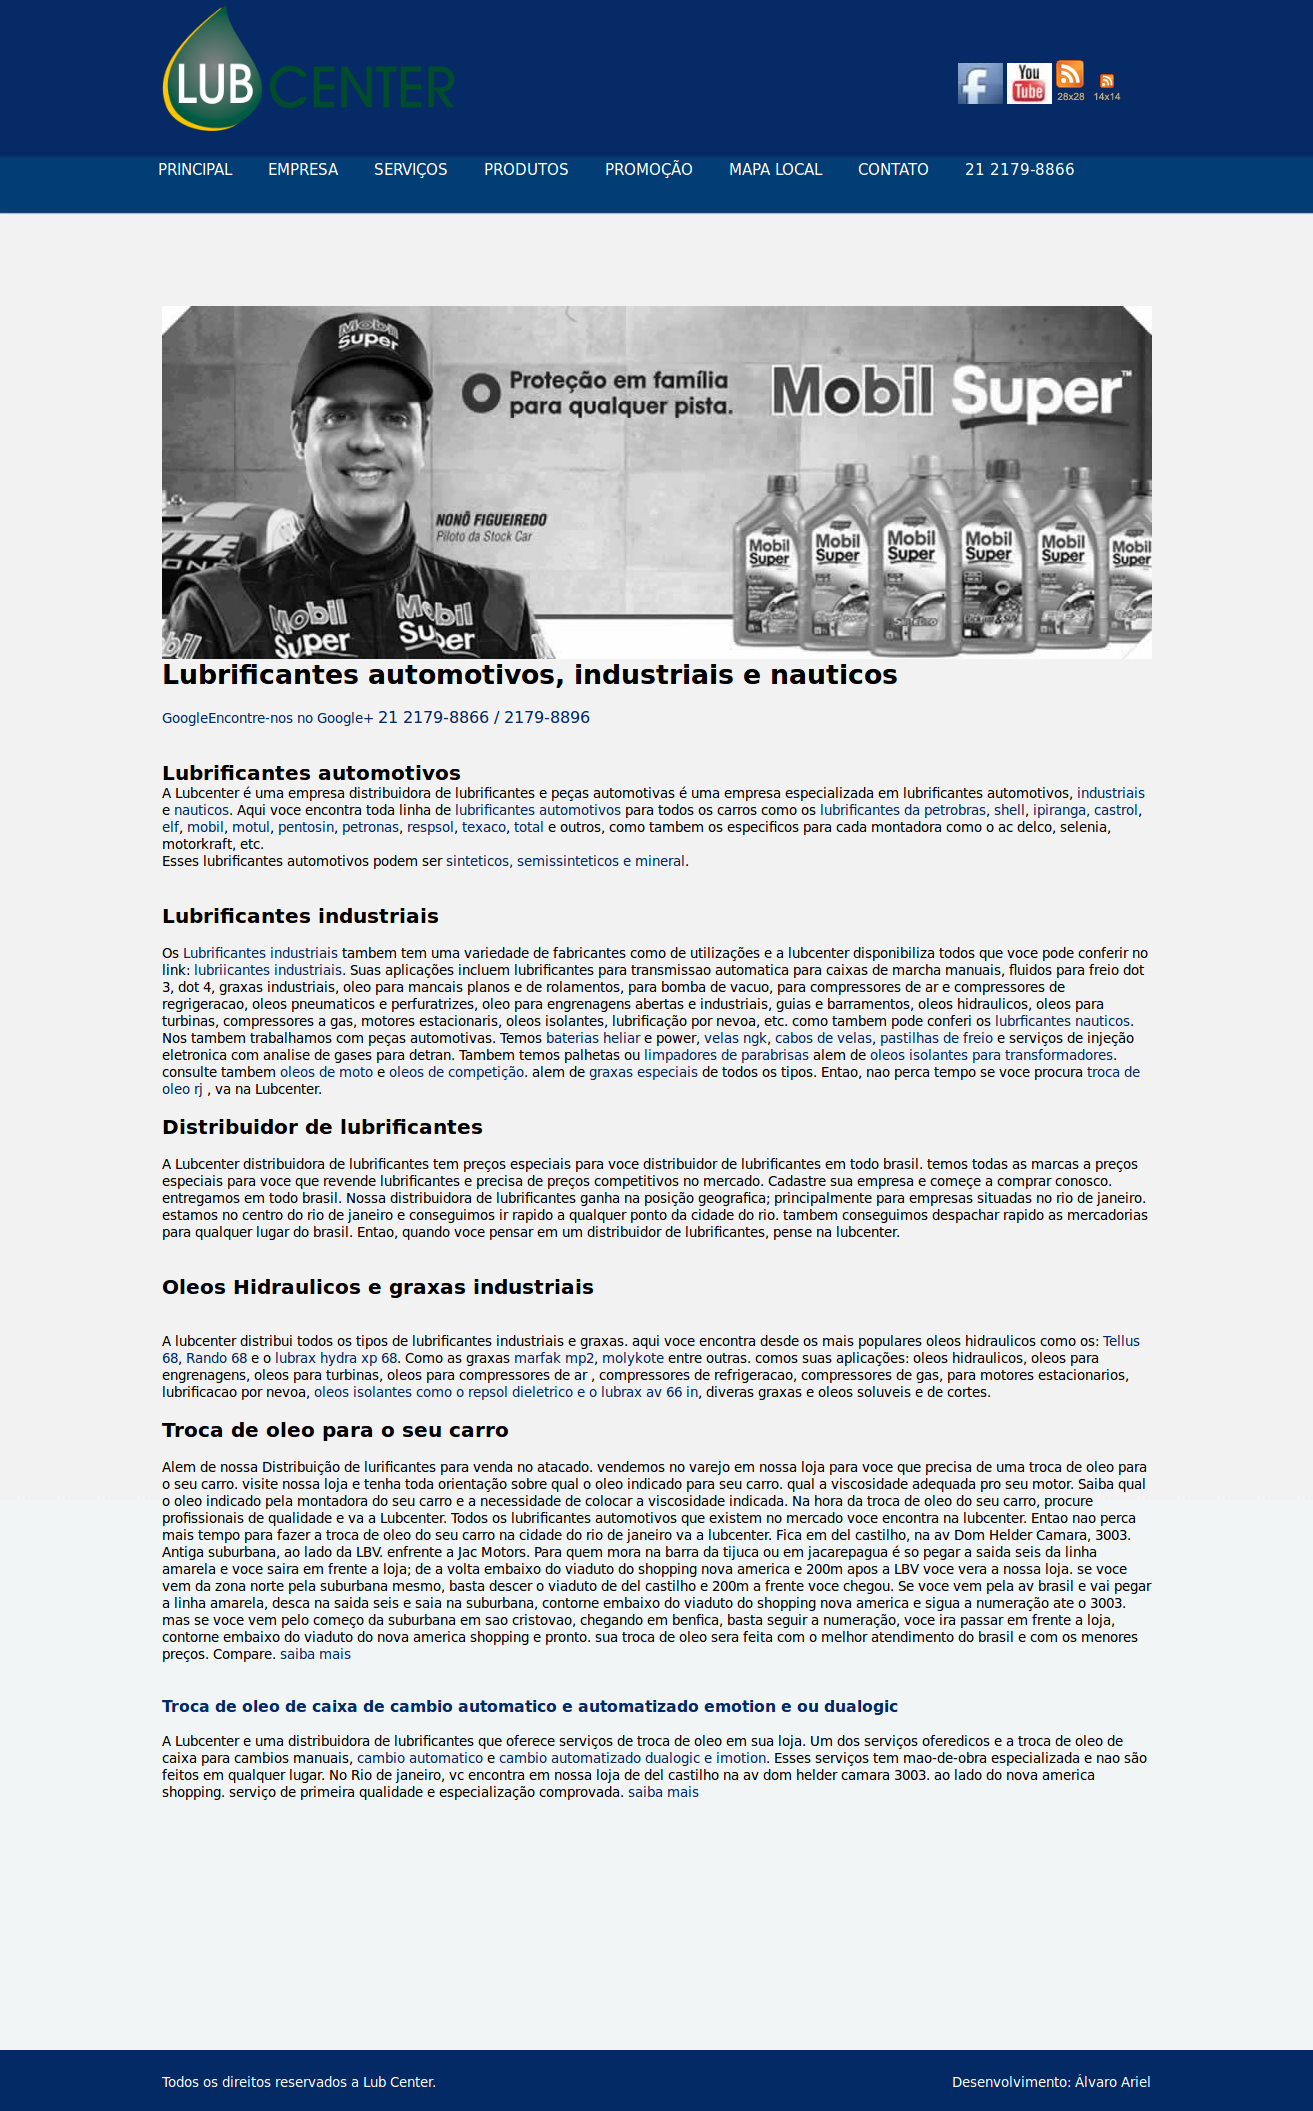 LUB CENTER
You Tube
28x28 14x14
PRINCIPAL EMPRESA SERVIÇOS PRODUTOS PROMOÇÃO MAPA LOCAL CONTATO 21 2179-8866
Mobil Super
Proteção em família
para qualquer pista.
Mobil Super™
NONÔ FIGUEIREDO
Piloto da Stock Car
Mobil Super Mobil Super Mobil Super Mobil Super Mobil Super Mobil Super
Mobil Super Mobil Super
Lubrificantes automotivos, industriais e nauticos
GoogleEncontre-nos no Google+ 21 2179-8866 / 2179-8896
Lubrificantes automotivos
A Lubcenter é uma empresa distribuidora de lubrificantes e peças automotivas é uma empresa especializada em lubrificantes automotivos, industriais
e nauticos. Aqui voce encontra toda linha de lubrificantes automotivos para todos os carros como os lubrificantes da petrobras, shell, ipiranga, castrol,
elf, mobil, motul, pentosin, petronas, respsol, texaco, total e outros, como tambem os especificos para cada montadora como o ac delco, selenia,
motorkraft, etc.
Esses lubrificantes automotivos podem ser sinteticos, semissinteticos e mineral.
Lubrificantes industriais
Os Lubrificantes industriais tambem tem uma variedade de fabricantes como de utilizações e a lubcenter disponibiliza todos que voce pode conferir no
link: lubriicantes industriais. Suas aplicações incluem lubrificantes para transmissao automatica para caixas de marcha manuais, fluidos para freio dot
3, dot 4, graxas industriais, oleo para mancais planos e de rolamentos, para bomba de vacuo, para compressores de ar e compressores de
regrigeracao, oleos pneumaticos e perfuratrizes, oleo para engrenagens abertas e industriais, guias e barramentos, oleos hidraulicos, oleos para
turbinas, compressores a gas, motores estacionaris, oleos isolantes, lubrificação por nevoa, etc. como tambem pode conferi os lubrficantes nauticos.
Nos tambem trabalhamos com peças automotivas. Temos baterias heliar e power, velas ngk, cabos de velas, pastilhas de freio e serviços de injeção
eletronica com analise de gases para detran. Tambem temos palhetas ou limpadores de parabrisas alem de oleos isolantes para transformadores.
consulte tambem oleos de moto e oleos de competição. alem de graxas especiais de todos os tipos. Entao, nao perca tempo se voce procura troca de
oleo rj , va na Lubcenter.
Distribuidor de lubrificantes
A Lubcenter distribuidora de lubrificantes tem preços especiais para voce distribuidor de lubrificantes em todo brasil. temos todas as marcas a preços
especiais para voce que revende lubrificantes e precisa de preços competitivos no mercado. Cadastre sua empresa e começe a comprar conosco.
entregamos em todo brasil. Nossa distribuidora de lubrificantes ganha na posição geografica; principalmente para empresas situadas no rio de janeiro.
estamos no centro do rio de janeiro e conseguimos ir rapido a qualquer ponto da cidade do rio. tambem conseguimos despachar rapido as mercadorias
para qualquer lugar do brasil. Entao, quando voce pensar em um distribuidor de lubrificantes, pense na lubcenter.
Oleos Hidraulicos e graxas industriais
A lubcenter distribui todos os tipos de lubrificantes industriais e graxas. aqui voce encontra desde os mais populares oleos hidraulicos como os: Tellus
68, Rando 68 e o lubrax hydra xp 68. Como as graxas marfak mp2, molykote entre outras. comos suas aplicações: oleos hidraulicos, oleos para
engrenagens, oleos para turbinas, oleos para compressores de ar , compressores de refrigeracao, compressores de gas, para motores estacionarios,
lubrificacao por nevoa, oleos isolantes como o repsol dieletrico e o lubrax av 66 in, diveras graxas e oleos soluveis e de cortes.
Troca de oleo para o seu carro
Alem de nossa Distribuição de lurificantes para venda no atacado. vendemos no varejo em nossa loja para voce que precisa de uma troca de oleo para
o seu carro. visite nossa loja e tenha toda orientação sobre qual o oleo indicado para seu carro. qual a viscosidade adequada pro seu motor. Saiba qual
o oleo indicado pela montadora do seu carro e a necessidade de colocar a viscosidade indicada. Na hora da troca de oleo do seu carro, procure
profissionais de qualidade e va a Lubcenter. Todos os lubrificantes automotivos que existem no mercado voce encontra na lubcenter. Entao nao perca
mais tempo para fazer a troca de oleo do seu carro na cidade do rio de janeiro va a lubcenter. Fica em del castilho, na av Dom Helder Camara, 3003.
Antiga suburbana, ao lado da LBV. enfrente a Jac Motors. Para quem mora na barra da tijuca ou em jacarepagua é so pegar a saida seis da linha
amarela e voce saira em frente a loja; de a volta embaixo do viaduto do shopping nova america e 200m apos a LBV voce vera a nossa loja. se voce
vem da zona norte pela suburbana mesmo, basta descer o viaduto de del castilho e 200m a frente voce chegou. Se voce vem pela av brasil e vai pegar
a linha amarela, desca na saida seis e saia na suburbana, contorne embaixo do viaduto do shopping nova america e sigua a numeração ate o 3003.
mas se voce vem pelo começo da suburbana em sao cristovao, chegando em benfica, basta seguir a numeração, voce ira passar em frente a loja,
contorne embaixo do viaduto do nova america shopping e pronto. sua troca de oleo sera feita com o melhor atendimento do brasil e com os menores
preços. Compare. saiba mais
Troca de oleo de caixa de cambio automatico e automatizado emotion e ou dualogic
A Lubcenter e uma distribuidora de lubrificantes que oferece serviços de troca de oleo em sua loja. Um dos serviços oferedicos e a troca de oleo de
caixa para cambios manuais, cambio automatico e cambio automatizado dualogic e imotion. Esses serviços tem mao-de-obra especializada e nao são
feitos em qualquer lugar. No Rio de janeiro, vc encontra em nossa loja de del castilho na av dom helder camara 3003. ao lado do nova america
shopping. serviço de primeira qualidade e especialização comprovada. saiba mais
Todos os direitos reservados a Lub Center. Desenvolvimento: Álvaro Ariel